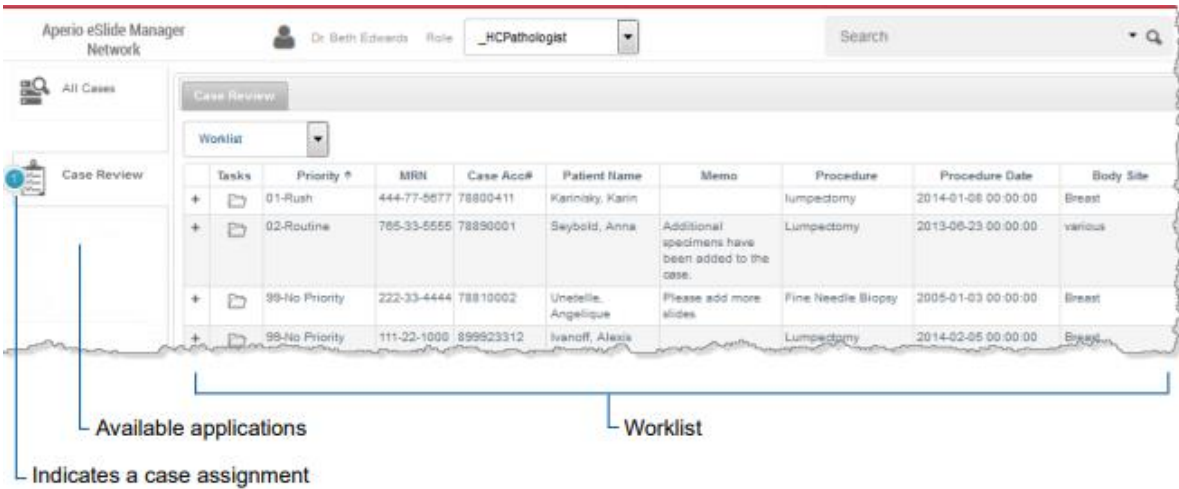 Aperio eSlide Manager
Network
Dr. Beth Edwards Role _HCPathologist Search
All Cases
Case Review
Worklist
1 Case Review
Tasks Priority MRN Case Acc# Patient Name Memo Procedure Procedure Date Body Site
+ 01-Rush 444-77-5677 78800411 Karinisky, Karin lumpectomy 2014-01-08 00:00:00 Breast
+ 02-Routine 765-33-5555 78890001 Seybold, Anna Additional Lumpectomy 2013-06-23 00:00:00 various
specimens have
been added to the
case.
+ 99-No Priority 222-33-4444 78810002 Unetelle, Please add more Fine Needle Biopsy 2005-01-03 00:00:00 Breast
Angelique slides
+ 99-No Priority 111-22-1000 899923312 Ivanoff, Alexis Lumpectomy 2014-02-05 00:00:00 Breast
Available applications
Worklist
Indicates a case assignment